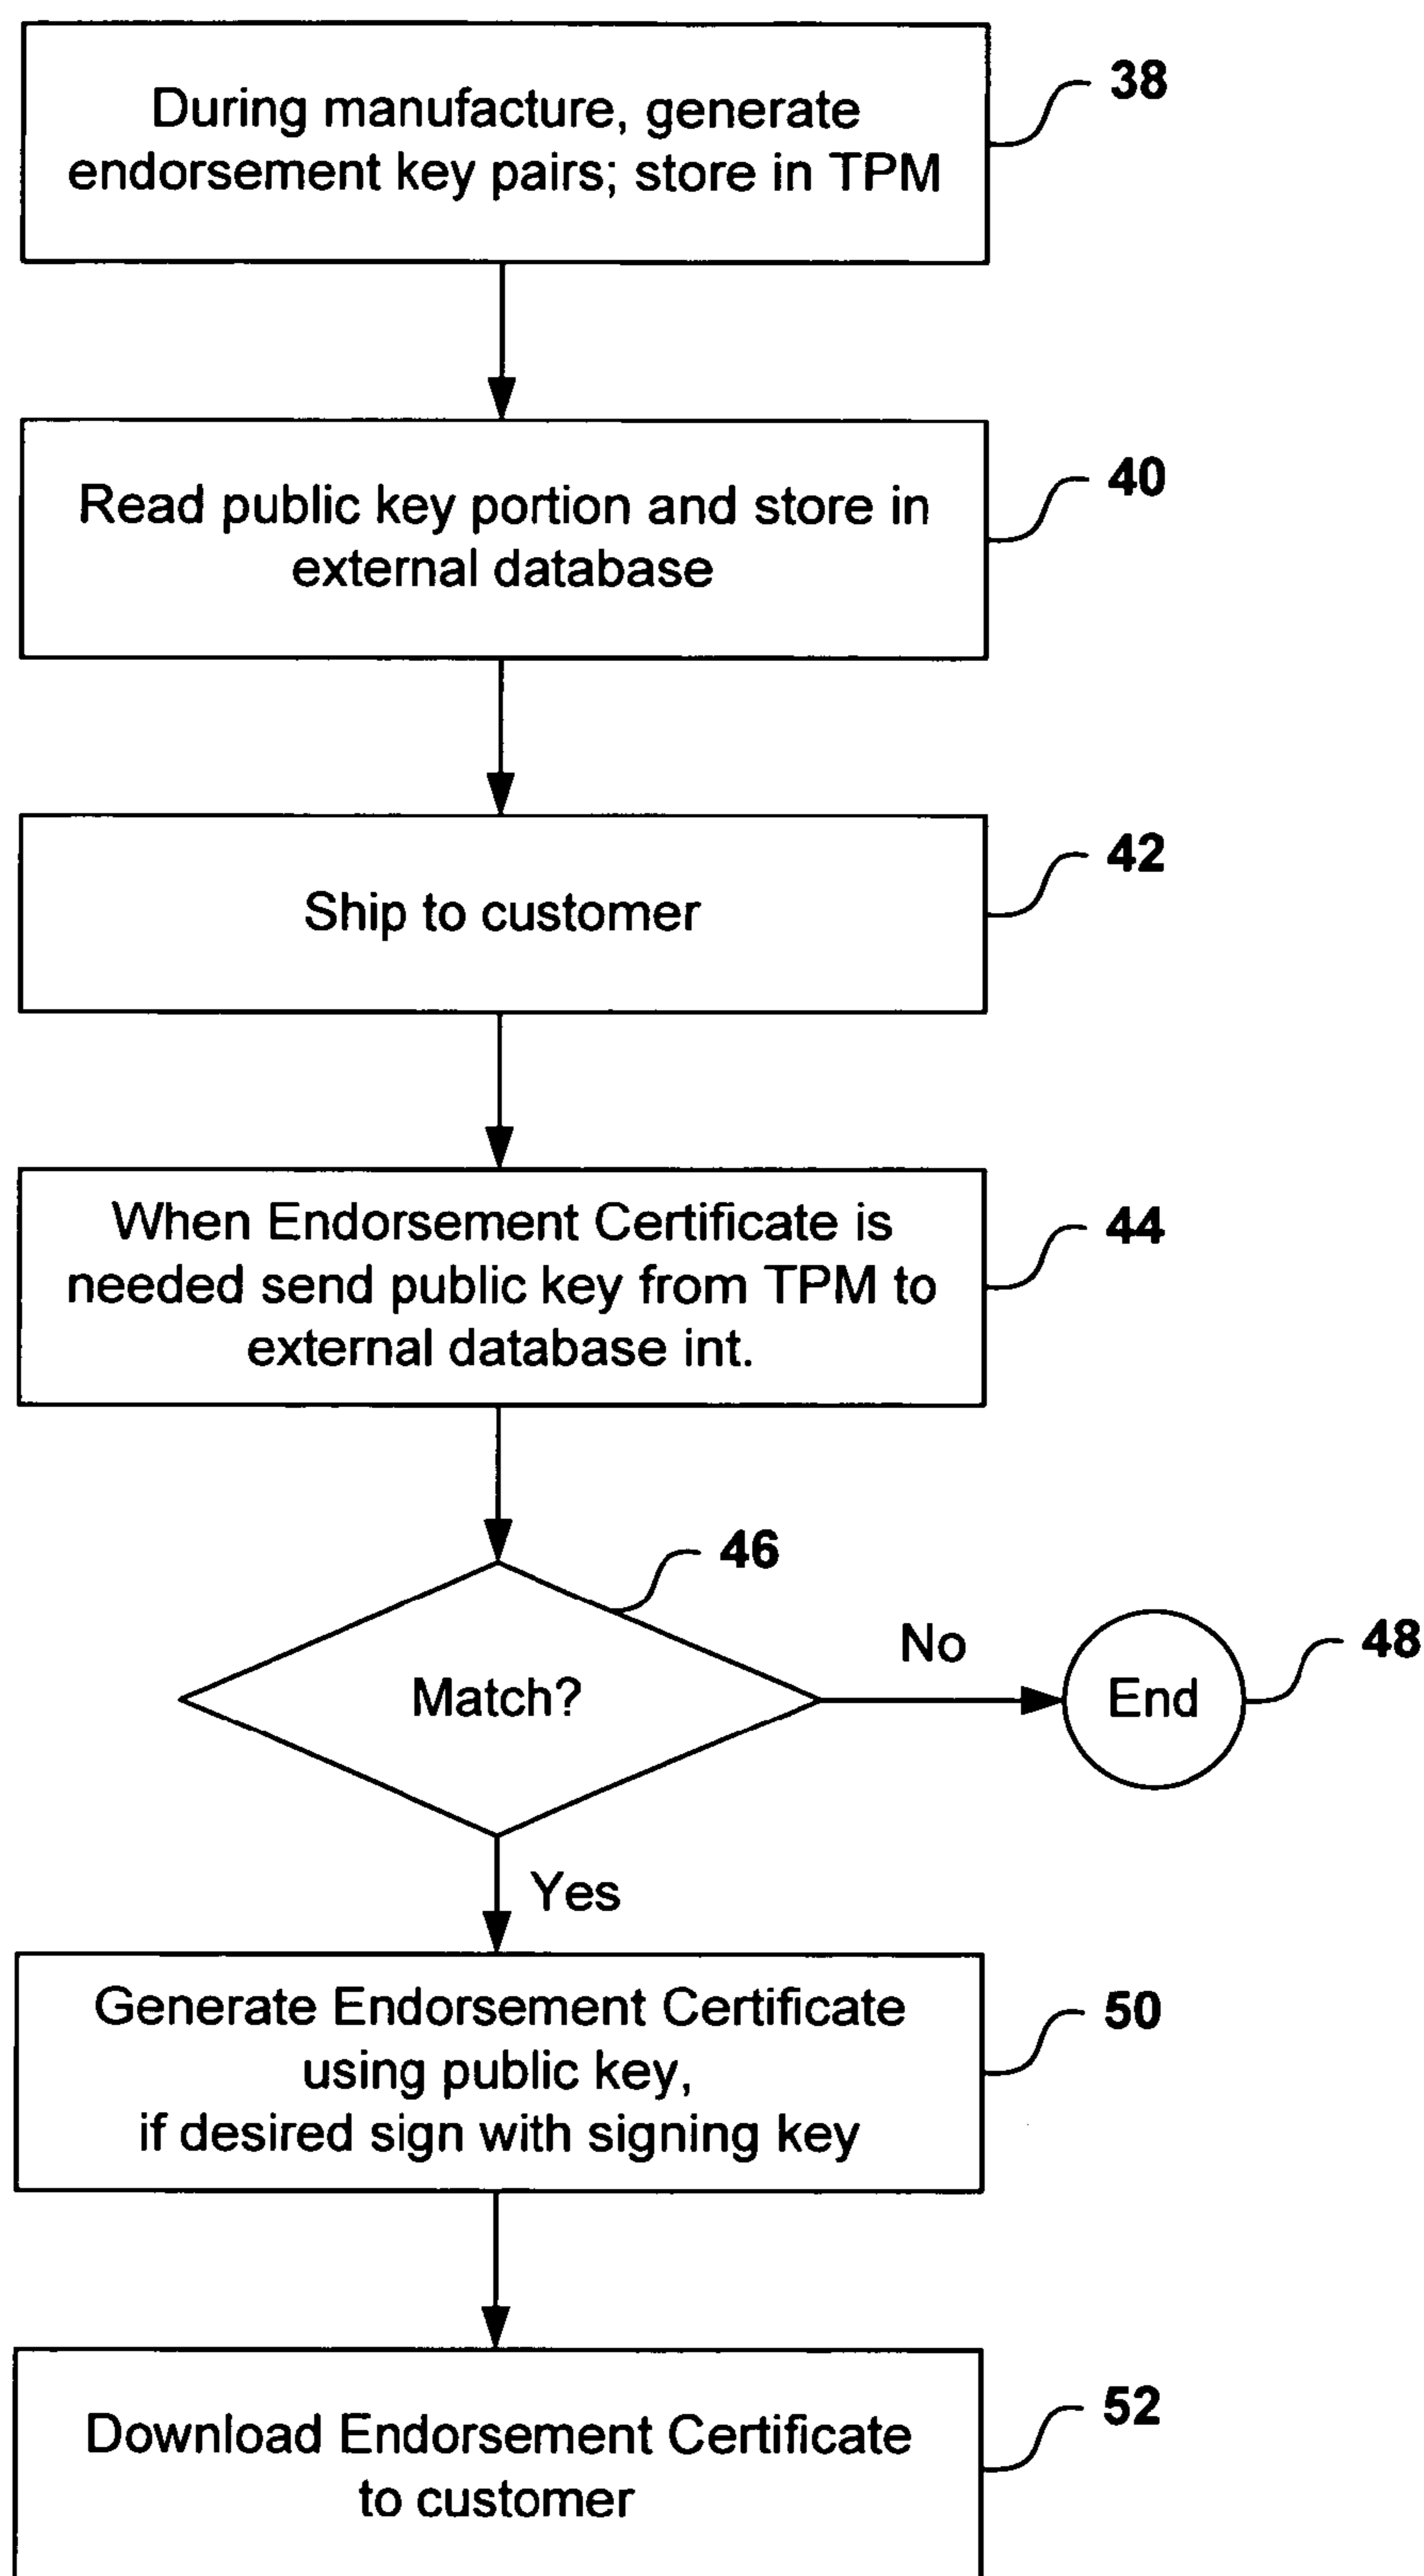 During manufacture, generate
endorsement key pairs; store in TPM
38
Read public key portion and store in
external database
40
Ship to customer
42
When Endorsement Certificate is
needed send public key from TPM to
external database int.
44
46
Match?
No
End
48
Yes
Generate Endorsement Certificate
using public key,
if desired sign with signing key
50
Download Endorsement Certificate
to customer
52